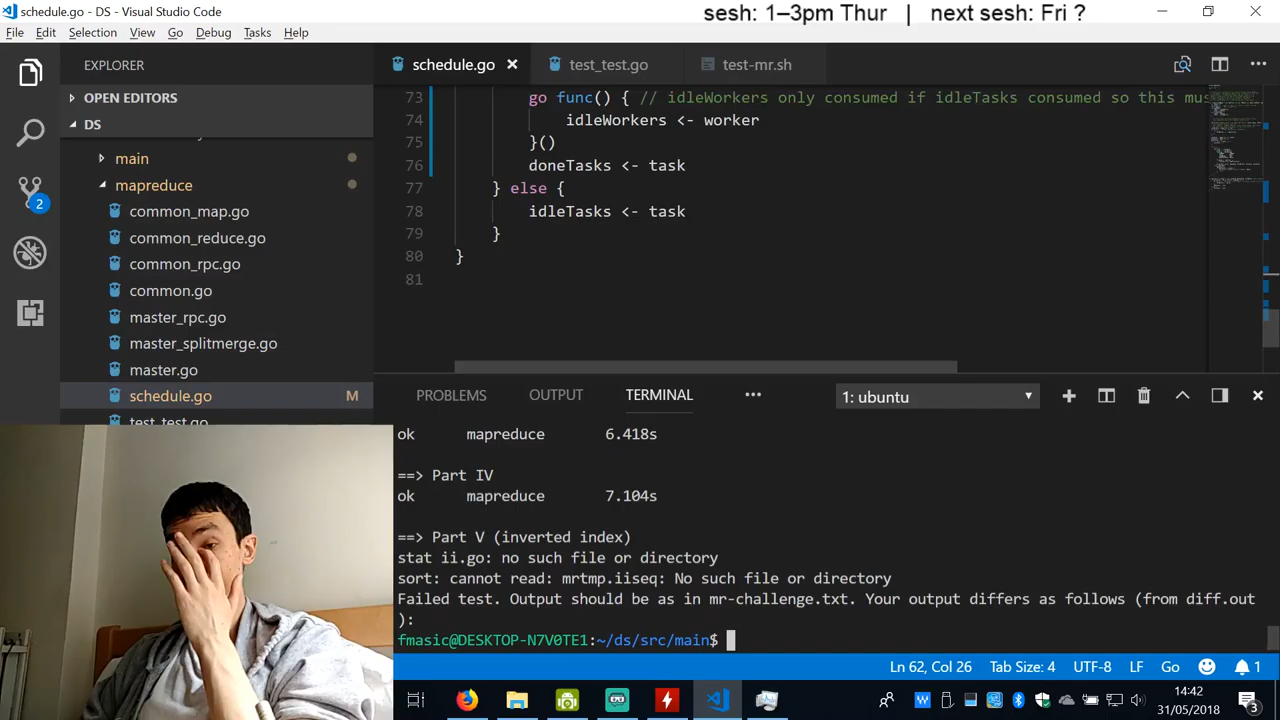 schedule.go - DS - Visual Studio Code
sesh: 1–3pm Thur | next sesh: Fri ?
File Edit Selection View Go Debug Tasks Help
EXPLORER
OPEN EDITORS
DS
main
mapreduce
common_map.go
common_reduce.go
common_rpc.go
common.go
master_rpc.go
master_splitmerge.go
master.go
schedule.go M
test_test.go
2
schedule.go test_test.go test-mr.sh
73 go func() { // idleWorkers only consumed if idleTasks consumed so this mu
74 idleWorkers <- worker
75 }()
76 doneTasks <- task
77 } else {
78 idleTasks <- task
79 }
80 }
81
PROBLEMS OUTPUT TERMINAL ••• 1: ubuntu
ok mapreduce 6.418s
==> Part IV
ok mapreduce 7.104s
==> Part V (inverted index)
stat ii.go: no such file or directory
sort: cannot read: mrtmp.iiseq: No such file or directory
Failed test. Output should be as in mr-challenge.txt. Your output differs as follows (from diff.out
):
fmasic@DESKTOP-N7V0TE1:~/ds/src/main$
Ln 62, Col 26 Tab Size: 4 UTF-8 LF Go 1
14:42
31/05/2018
3